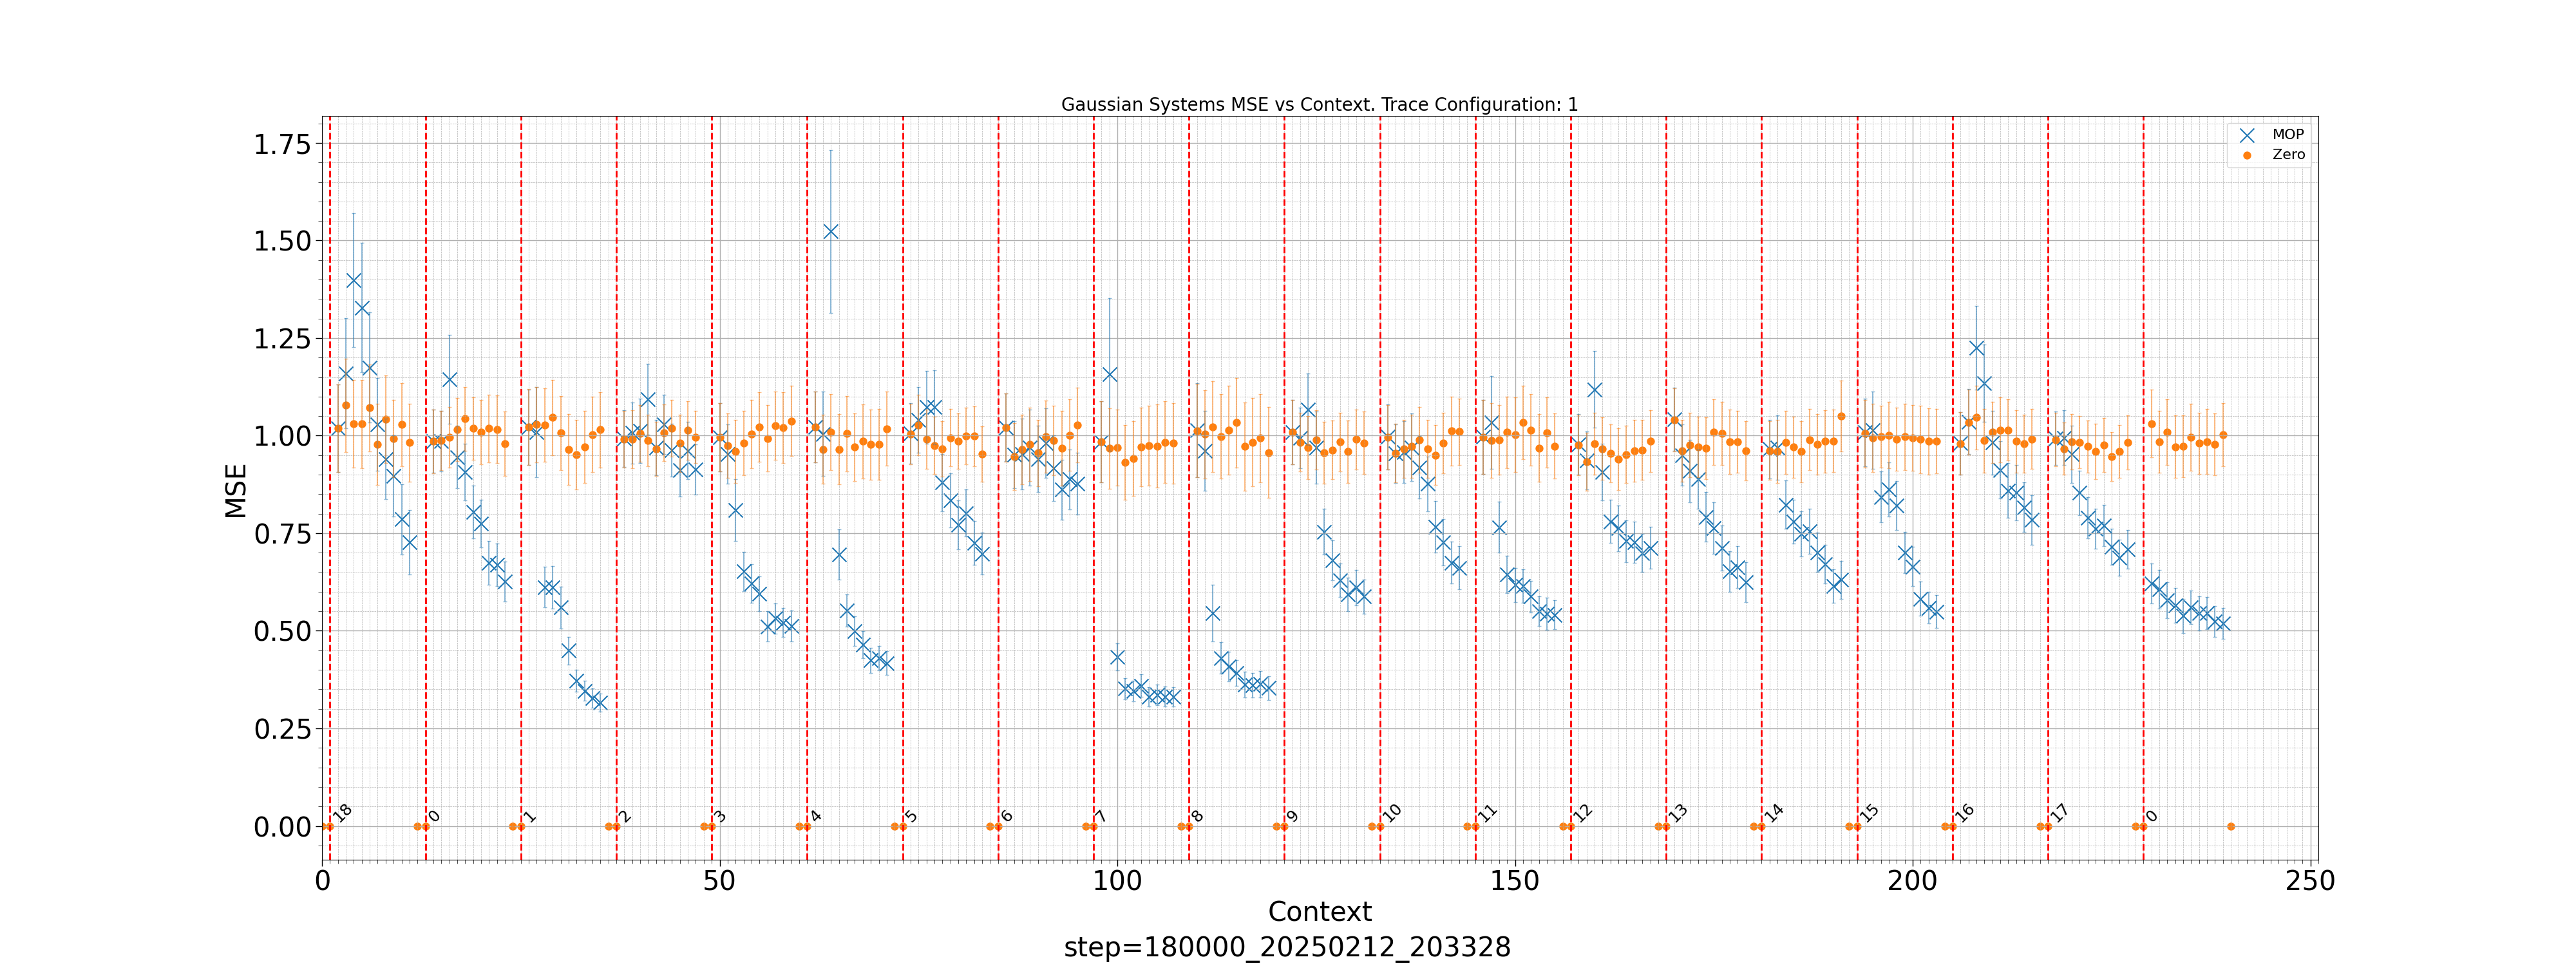 Gaussian Systems MSE vs Context. Trace Configuration: 1
MOP
Zero
MSE
1.75
1.50
1.25
1.00
0.75
0.50
0.25
0.00
18 0 1 2 3 4 5 6 7 8 9 10 11 12 13 14 15 16 17 0
0 50 100 150 200 250
Context
step=180000_20250212_203328